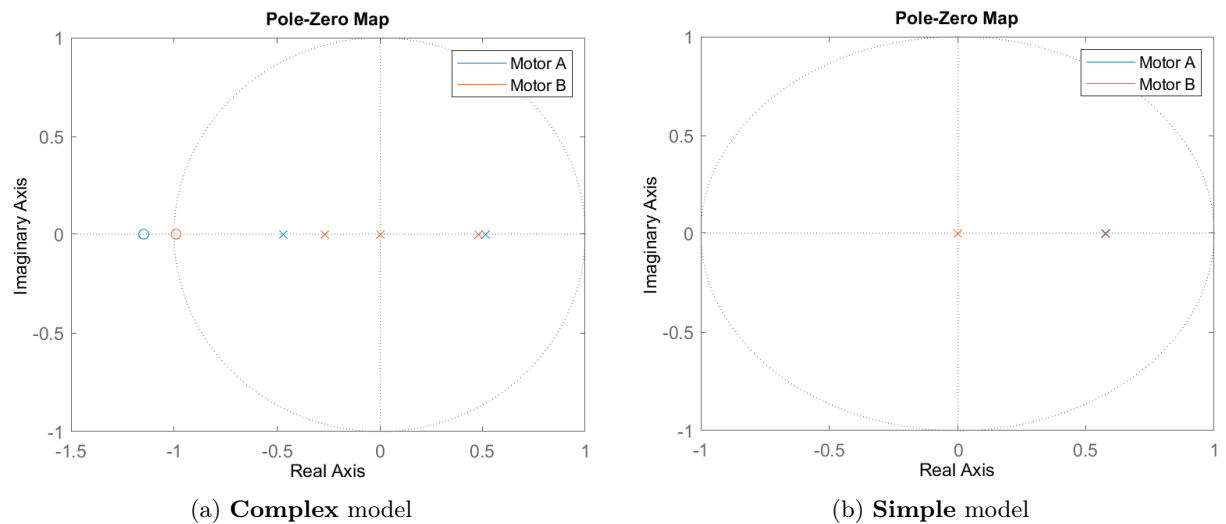 Pole-Zero Map
1
0.5
0
-0.5
-1
-1.5
-1
-0.5
0
0.5
1
Imaginary Axis
Real Axis
Motor A
Motor B
(a) Complex model
Pole-Zero Map
1
0.5
0
-0.5
-1
-1
-0.5
0
0.5
1
Imaginary Axis
Real Axis
Motor A
Motor B
(b) Simple model